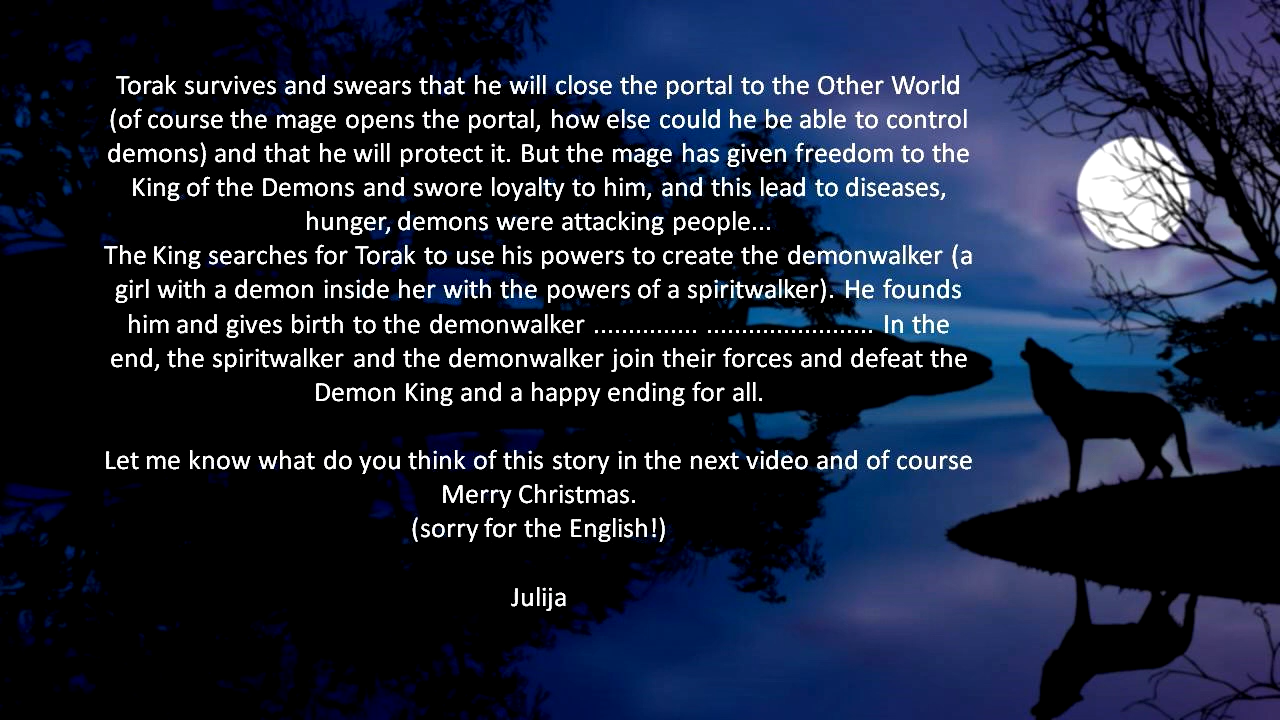 Torak survives and swears that he will close the portal to the Other World
(of course the mage opens the portal, how else could he be able to control
demons) and that he will protect it. But the mage has given freedom to the
King of the Demons and swore loyalty to him, and this lead to diseases,
hunger, demons were attacking people...
The King searches for Torak to use his powers to create the demonwalker (a
girl with a demon inside her with the powers of a spiritwalker). He founds
him and gives birth to the demonwalker ............... ........................ In the
end, the spiritwalker and the demonwalker join their forces and defeat the
Demon King and a happy ending for all.
Let me know what do you think of this story in the next video and of course
Merry Christmas.
(sorry for the English!)
Julija